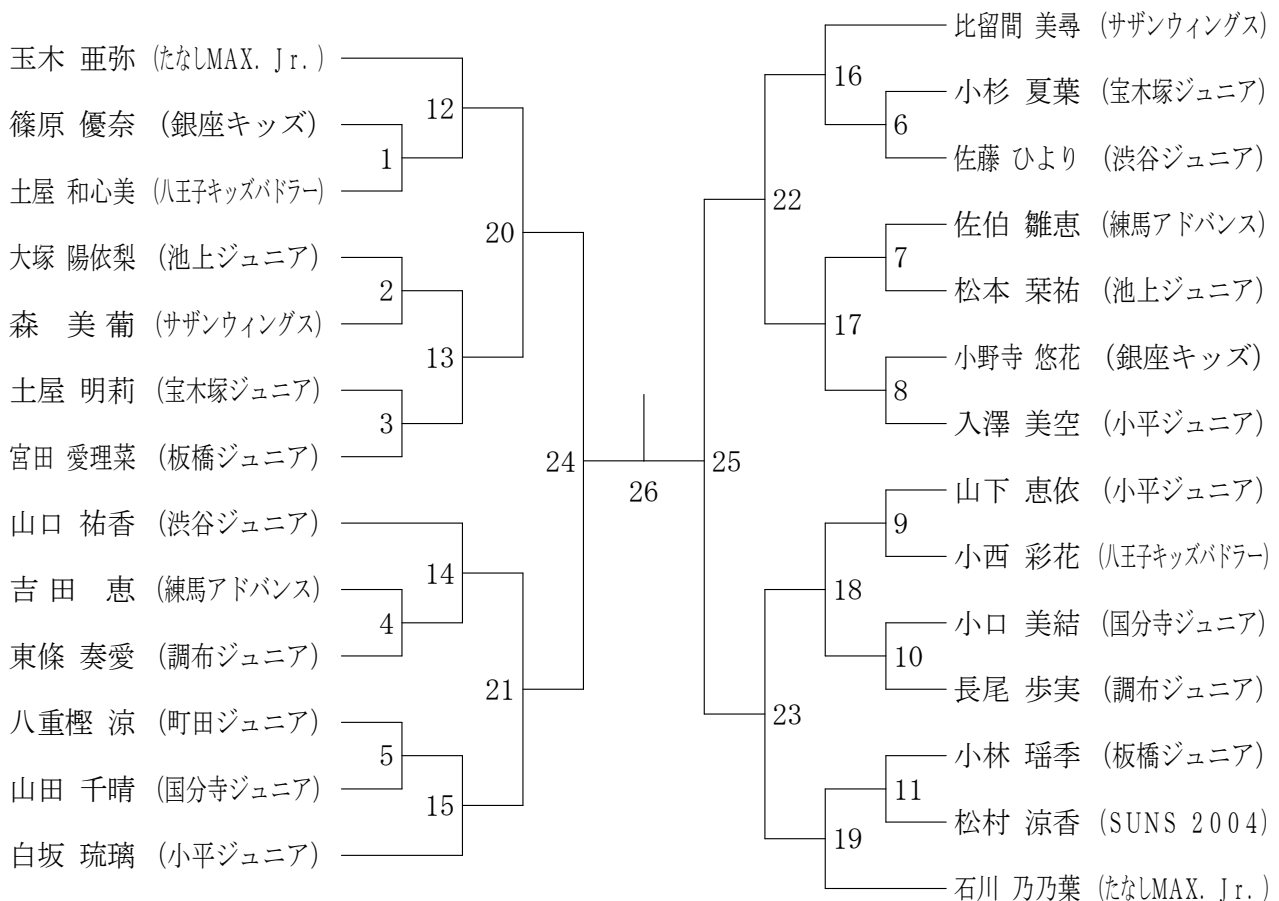 玉木 亜弥 (たなしMAX. Jr.)
篠原 優奈 (銀座キッズ)
土屋 和心美 (八王子キッズバドラー)
大塚 陽依梨 (池上ジュニア)
森 美葡 (サザンウィングス)
土屋 明莉 (宝木塚ジュニア)
宮田 愛理菜 (板橋ジュニア)
山口 祐香 (渋谷ジュニア)
吉田 恵 (練馬アドバンス)
東條 奏愛 (調布ジュニア)
八重樫 涼 (町田ジュニア)
山田 千晴 (国分寺ジュニア)
白坂 琉璃 (小平ジュニア)
1
2
3
4
5
12
13
14
15
20
21
24
26
25
22
23
16
17
18
19
6
7
8
9
10
11
比留間 美尋 (サザンウィングス)
小杉 夏葉 (宝木塚ジュニア)
佐藤 ひより (渋谷ジュニア)
佐伯 雛恵 (練馬アドバンス)
松本 栞祐 (池上ジュニア)
小野寺 悠花 (銀座キッズ)
入澤 美空 (小平ジュニア)
山下 恵依 (小平ジュニア)
小西 彩花 (八王子キッズバドラー)
小口 美結 (国分寺ジュニア)
長尾 歩実 (調布ジュニア)
小林 瑶季 (板橋ジュニア)
松村 涼香 (SUNS 2004)
石川 乃乃葉 (たなしMAX. Jr.)